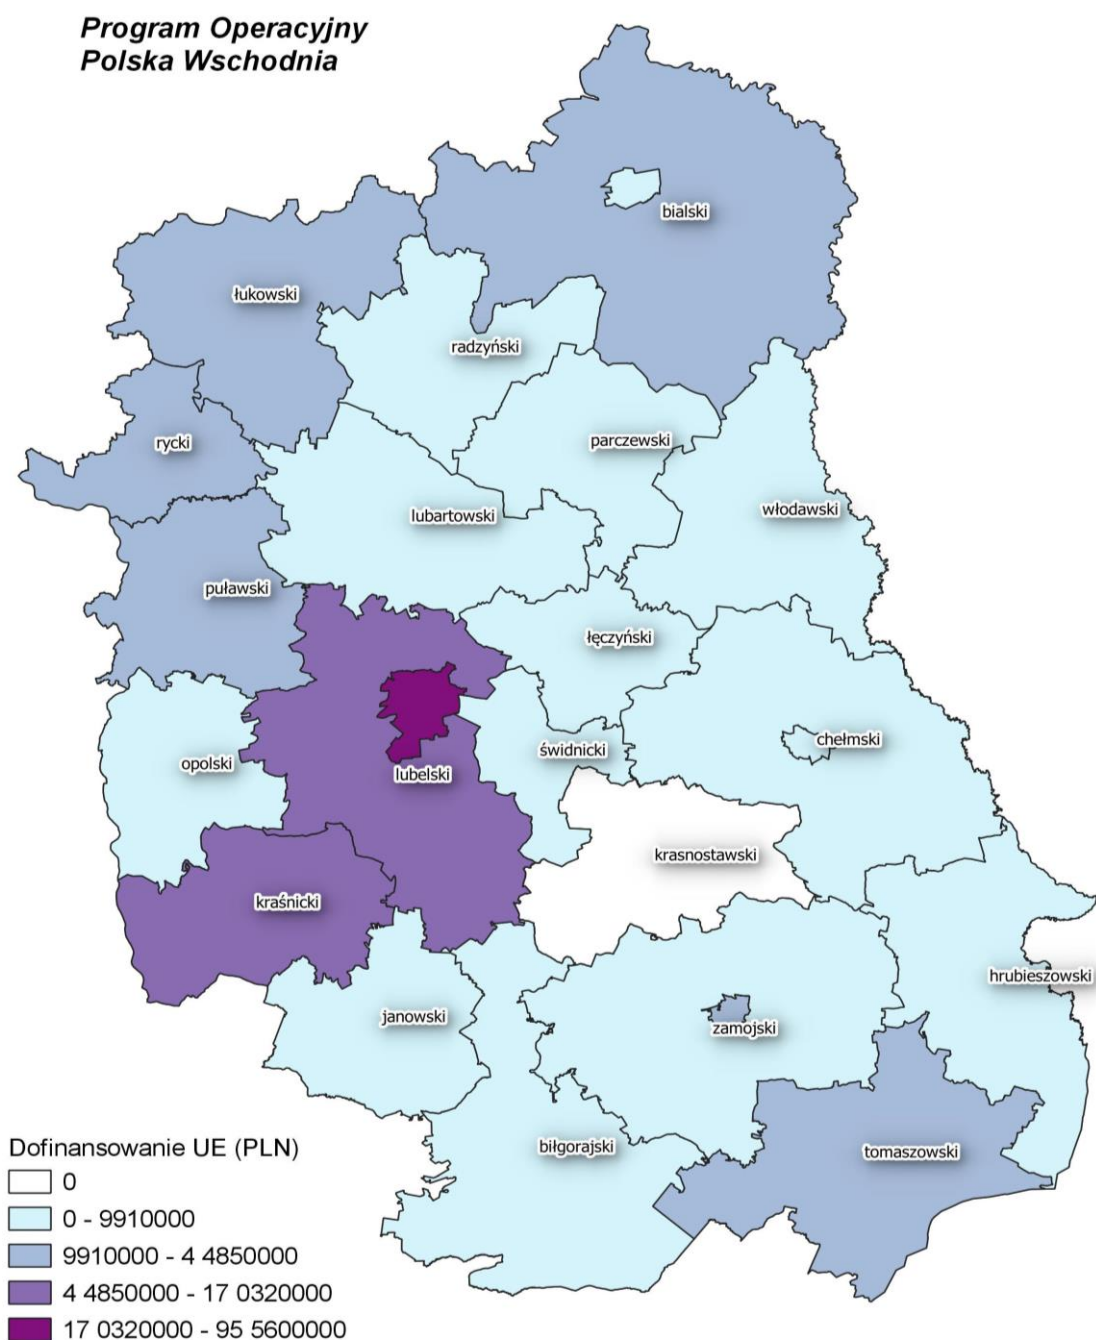 Program Operacyjny
Polska Wschodnia
bialski
łukowski
radzyński
rycki
parczewski
włodawski
lubartowski
puławski
łęczyński
chełmski
świdnicki
opolski
lubelski
krasnostawski
kraśnicki
hrubieszowski
janowski
zamojski
biłgorajski
tomaszowski
Dofinansowanie UE (PLN)
0
0 - 9910000
9910000 - 4 4850000
4 4850000 - 17 0320000
17 0320000 - 95 5600000